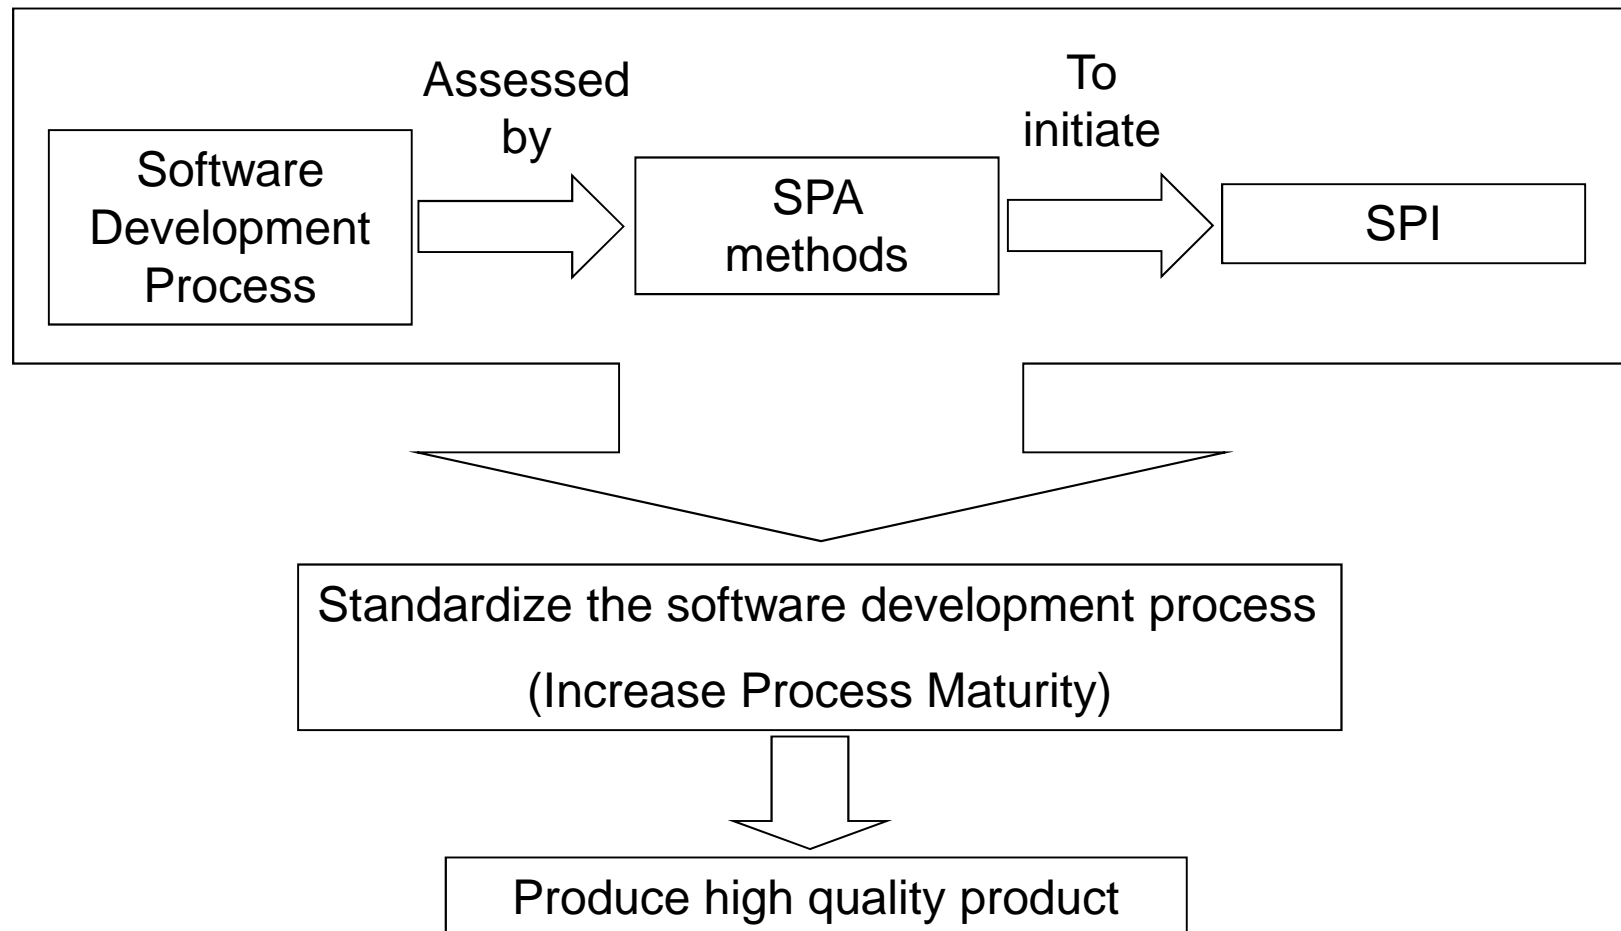 Assessed
by
To
initiate
Software
Development
Process
SPA
methods
SPI
Standardize the software development process
(Increase Process Maturity)
Produce high quality product